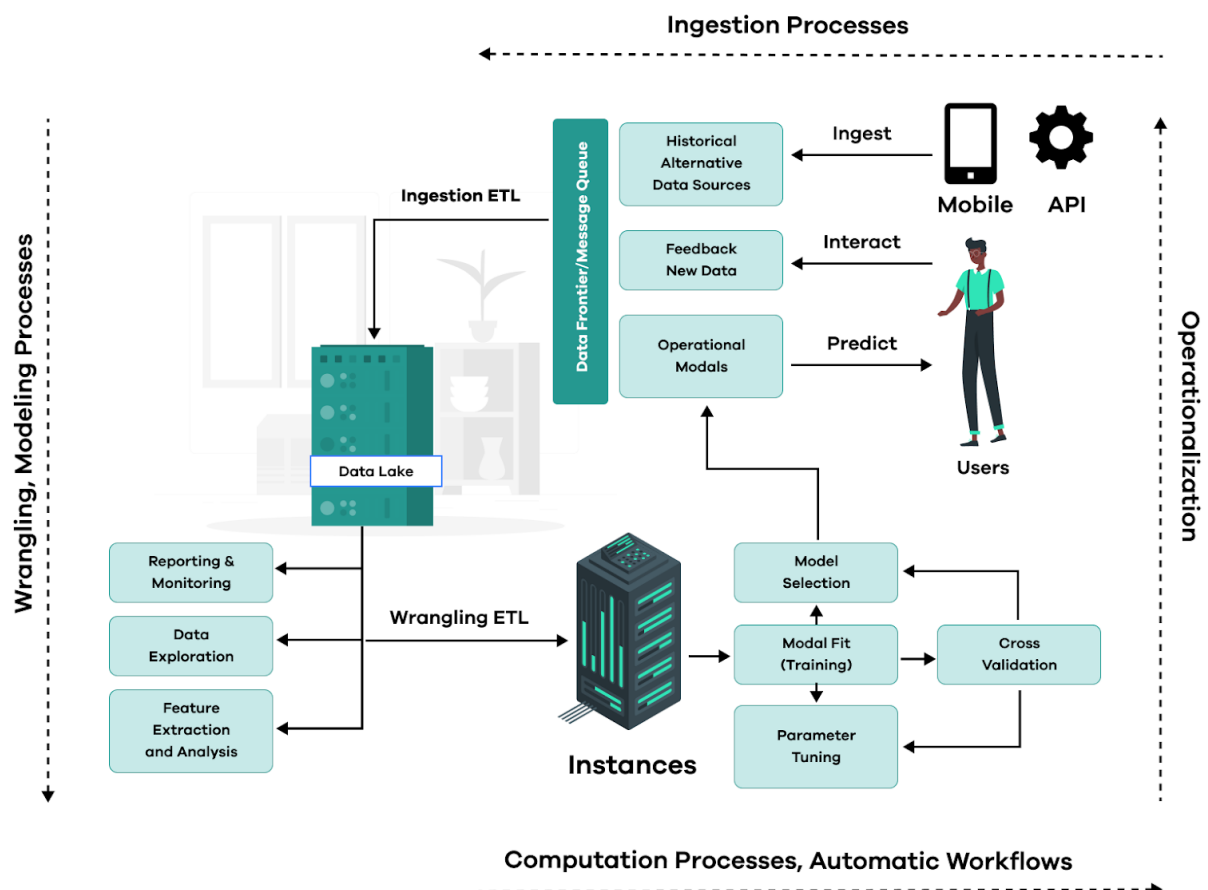 Ingestion Processes
Wrangling, Modeling Processes
Ingestion ETL
Data Frontier/Message Queue
Historical
Alternative
Data Sources
Ingest
Mobile
API
Feedback
New Data
Interact
Operational
Modals
Predict
Users
Operationalization
Data Lake
Reporting &
Monitoring
Data
Exploration
Feature
Extraction
and Analysis
Wrangling ETL
Instances
Model
Selection
Modal Fit
(Training)
Cross
Validation
Parameter
Tuning
Computation Processes, Automatic Workflows